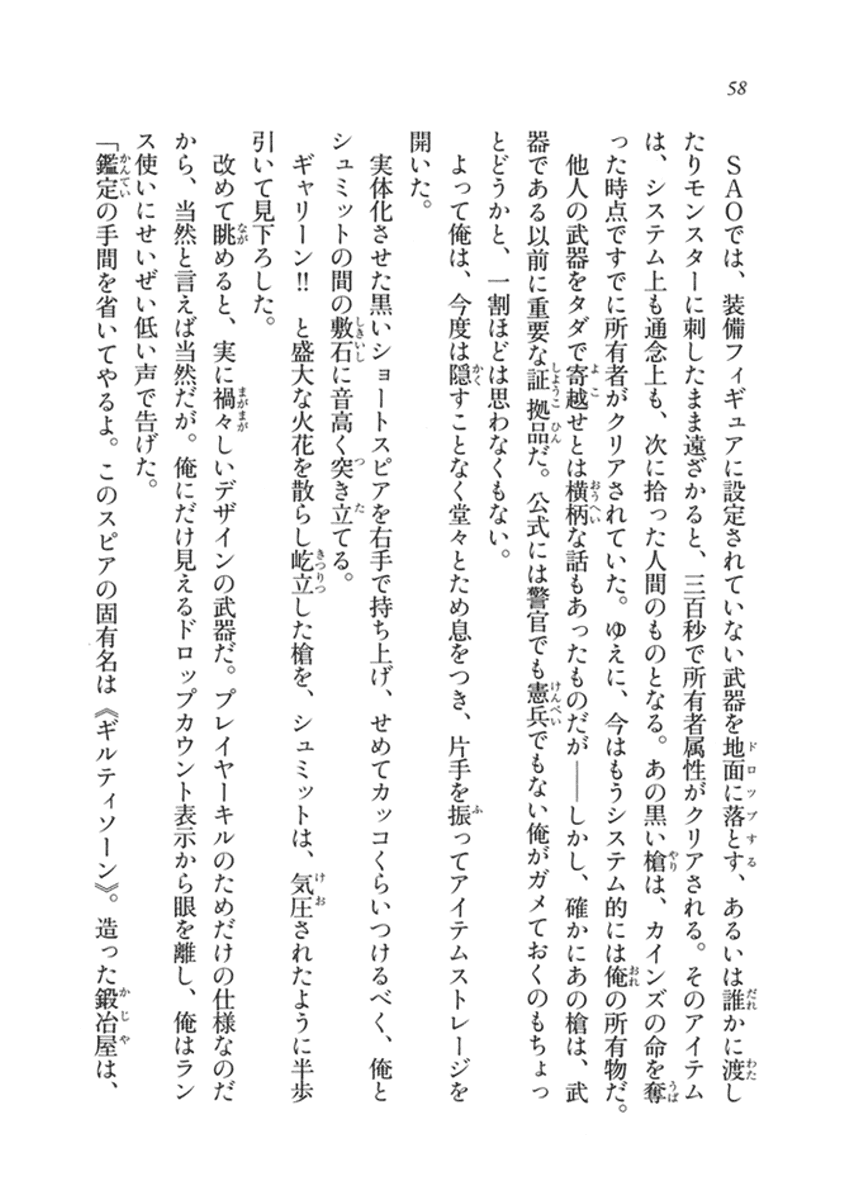 58
SAOでは、装備フィギュアに設定されていない武器を地面に落とす、あるいは誰かに渡し
たりモンスターに刺したまま遠ざかると、三百秒で所有者属性がクリアされる。そのアイテム
は、システム上も通念上も、次に拾った人間のものとなる。あの黒い槍は、カインズの命を奪
った時点ですでに所有者がクリアされていた。ゆえに、今はもうシステム的には俺の所有物だ。
他人の武器をタダで寄越せとは横柄な話もあったものだが――しかし、確かにあの槍は、武
器である以前に重要な証拠品だ。公式には警官でも憲兵でもない俺がガメておくのもちょっ
とどうかと、一割ほどは思わなくもない。
よって俺は、今度は隠すことなく堂々とため息をつき、片手を振ってアイテムストレージを
開いた。
実体化させた黒いショートスピアを右手で持ち上げ、せめてカッコくらいつけるべく、俺と
シュミットの間の敷石に音高く突き立てる。
ギャリーン!! と盛大な火花を散らし屹立した槍を、シュミットは、気圧されたように半歩
引いて見下ろした。
改めて眺めると、実に禍々しいデザインの武器だ。プレイヤーキルのためだけの仕様なのだ
から、当然と言えば当然だが。俺にだけ見えるドロップカウント表示から眼を離し、俺はラン
ス使いにせいぜい低い声で告げた。
「鑑定の手間を省いてやるよ。このスピアの固有名は《ギルティソーン》。造った鍛冶屋は、